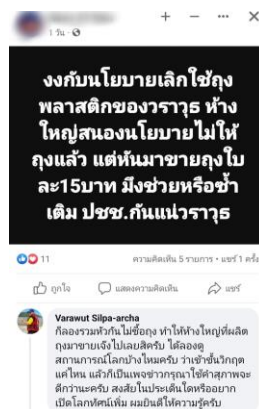 1 วัน
งงกับนโยบายเลิกใช้ถุง
พลาสติกของวราวุธ ห้าง
ใหญ่สนองนโยบายไม่ให้
ถุงแล้ว แต่หันมาขายถุงใบ
ละ15บาท มึงช่วยหรือซ้ำ
เติม ปชช.กันแน่วราวุธ
11
ความคิดเห็น 5 รายการ • แชร์ 1 ครั้ง
ถูกใจ
แสดงความคิดเห็น
แชร์
Varawut Silpa-archa
ก็ลองรวมหัวกันไม่ซื้อถุง ทำให้ห้างใหญ่ที่ผลิต
ถุงมาขายเจ๊งไปเลยสิครับ ได้ลองดู
สถานการณ์โลกบ้างไหมครับ ว่าเข้าขั้นวิกฤต
แค่ไหน แล้วก็เป็นเพจข่าวกรุณาใช้คำสุภาพจะ
ดีกว่านะครับ สงสัยในประเด็นใดหรืออยาก
เปิดโลกทัศน์เพิ่ม ผมยินดีให้ความรู้ครับ